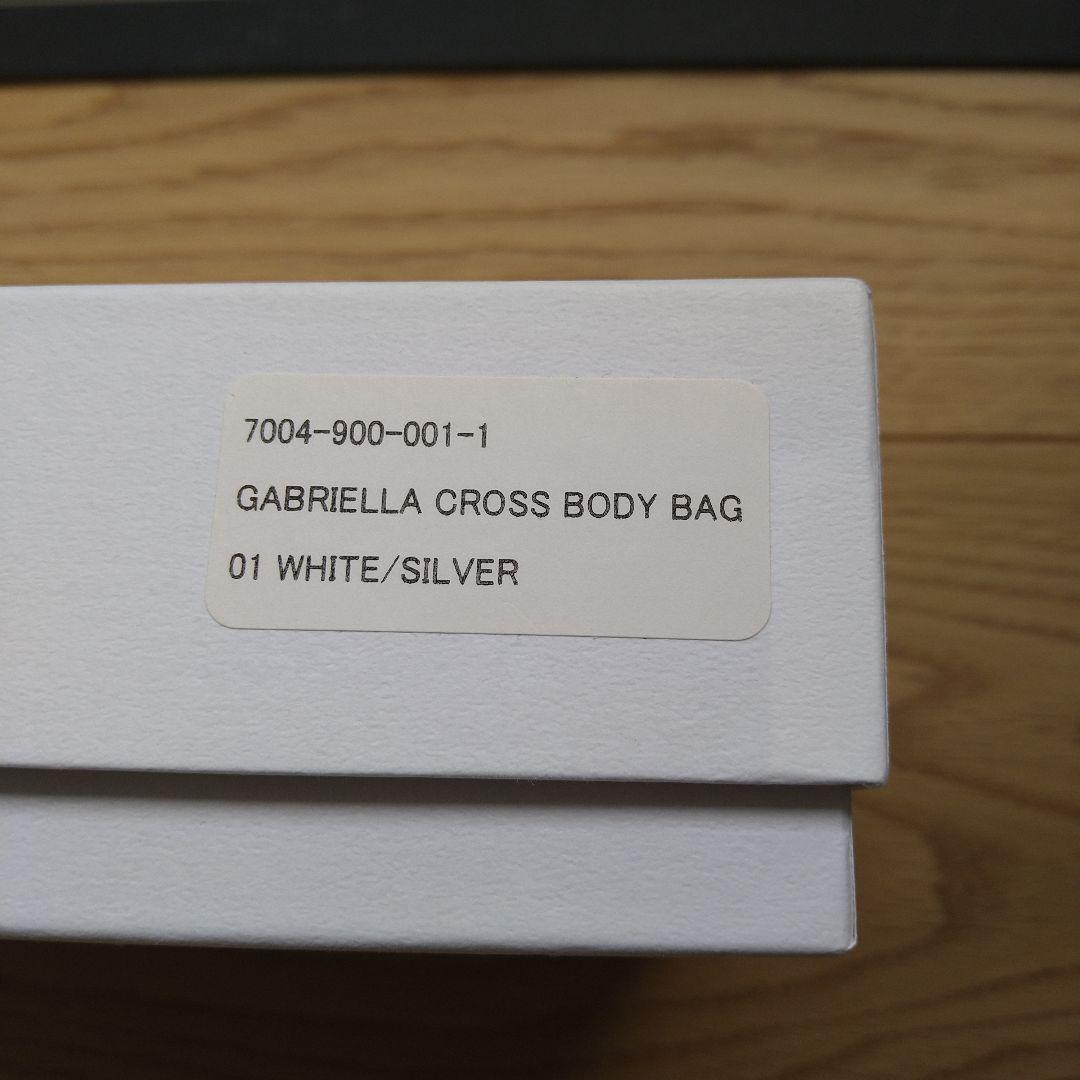 7004-900-001-1
GABRIELLA CROSS BODY BAG
01 WHITE/SILVER